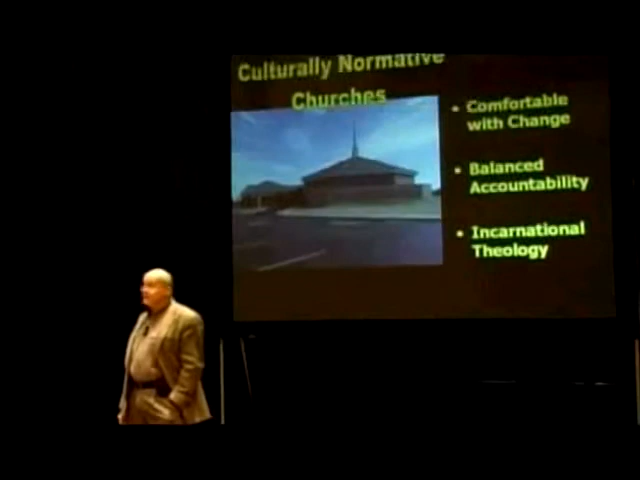 Culturally Normative
Churches
• Comfortable
with Change
• Balanced
Accountability
• Incarnational
Theology